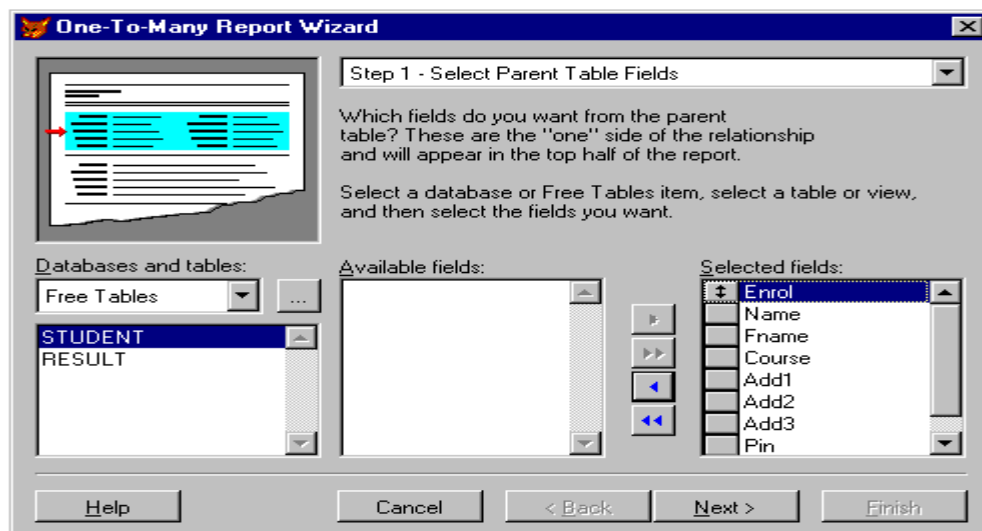 One-To-Many Report Wizard
Step 1 - Select Parent Table Fields
Which fields do you want from the parent
table? These are the "one" side of the relationship
and will appear in the top half of the report.
Select a database or Free Tables item, select a table or view,
and then select the fields you want.
Databases and tables:
Free Tables
...
STUDENT
RESULT
Available fields:
Selected fields:
Enrol
Name
Fname
Course
Add1
Add2
Add3
Pin
Help
Cancel
< Back
Next >
Finish